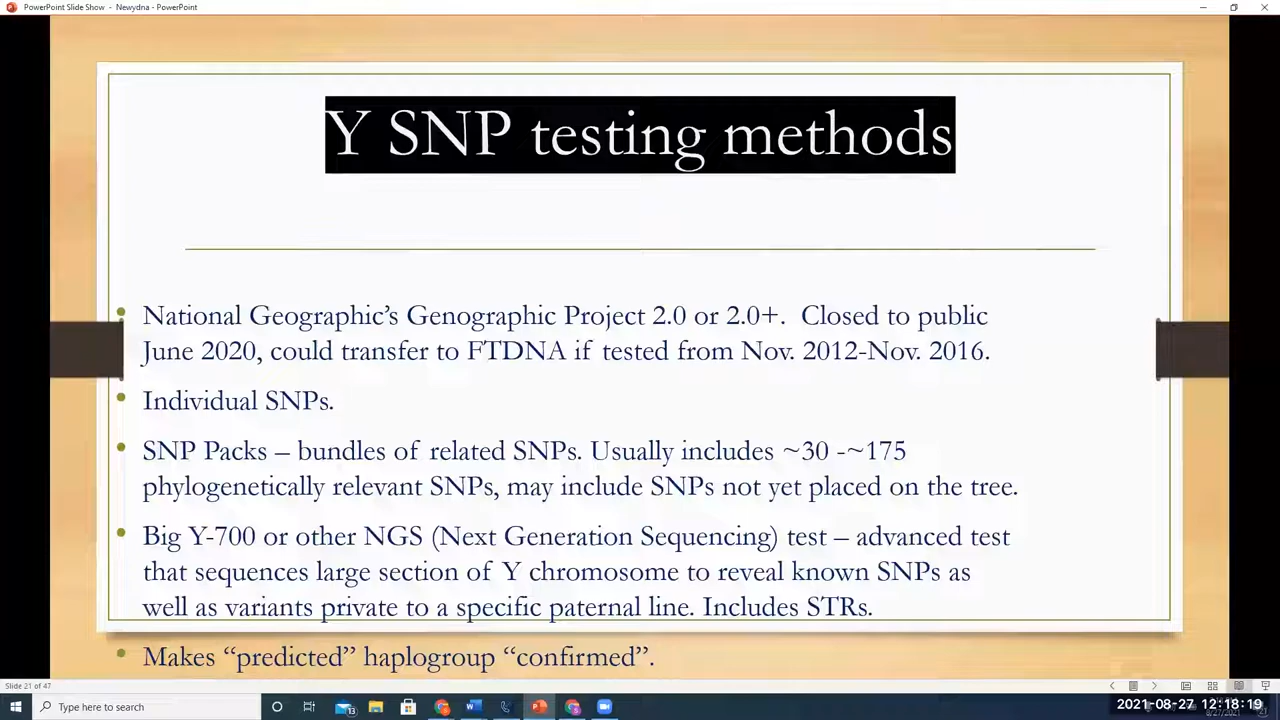 PowerPoint Slide Show - Newydna - PowerPoint
Y SNP testing methods
• National Geographic’s Genographic Project 2.0 or 2.0+.  Closed to public
June 2020, could transfer to FTDNA if tested from Nov. 2012-Nov. 2016.
• Individual SNPs.
• SNP Packs – bundles of related SNPs. Usually includes ~30 -~175
phylogenetically relevant SNPs, may include SNPs not yet placed on the tree.
• Big Y-700 or other NGS (Next Generation Sequencing) test – advanced test
that sequences large section of Y chromosome to reveal known SNPs as
well as variants private to a specific paternal line. Includes STRs.
• Makes “predicted” haplogroup “confirmed”.
Slide 21 of 47
Type here to search
13
2021-08-27 12:18:19